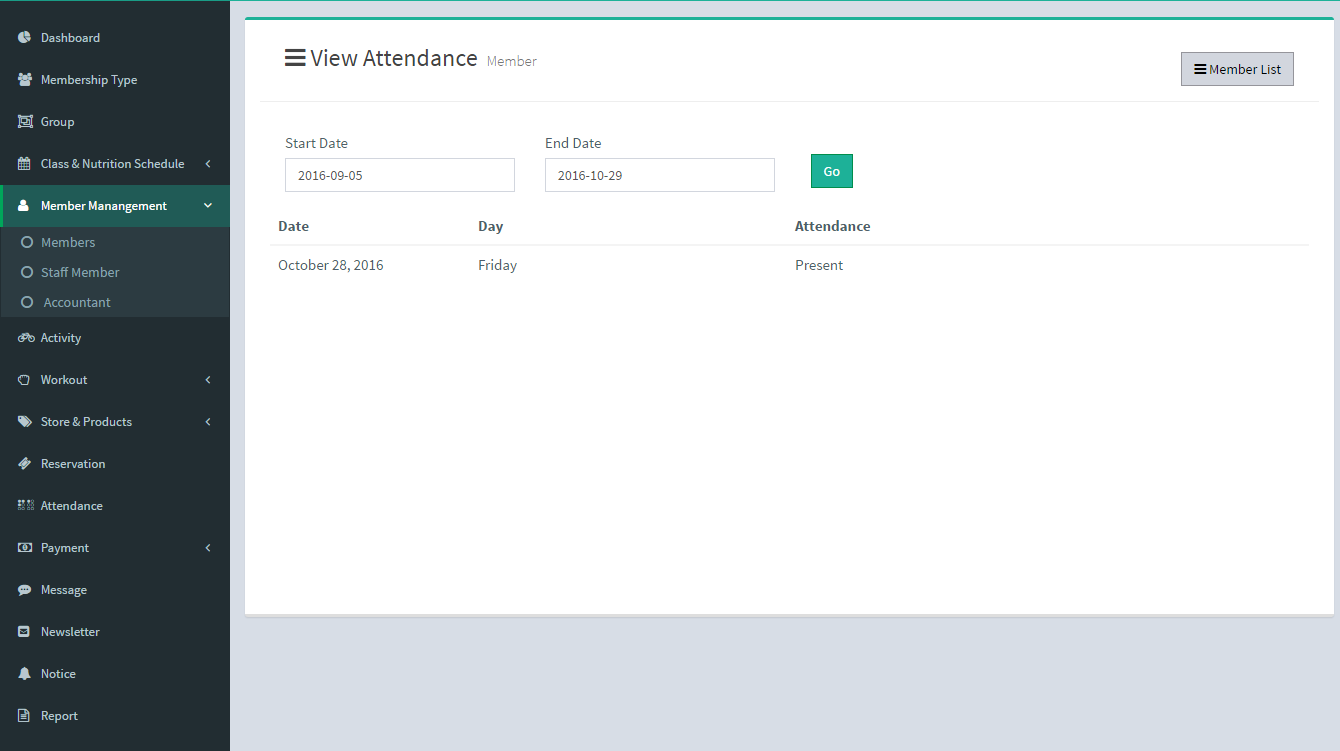 Dashboard
Membership Type
Group
Class & Nutrition Schedule
Member Manangement
Members
Staff Member
Accountant
Activity
Workout
Store & Products
Reservation
Attendance
Payment
Message
Newsletter
Notice
Report
View Attendance Member
Member List
Start Date End Date
2016-09-05 2016-10-29 Go
Date Day Attendance
October 28, 2016 Friday Present